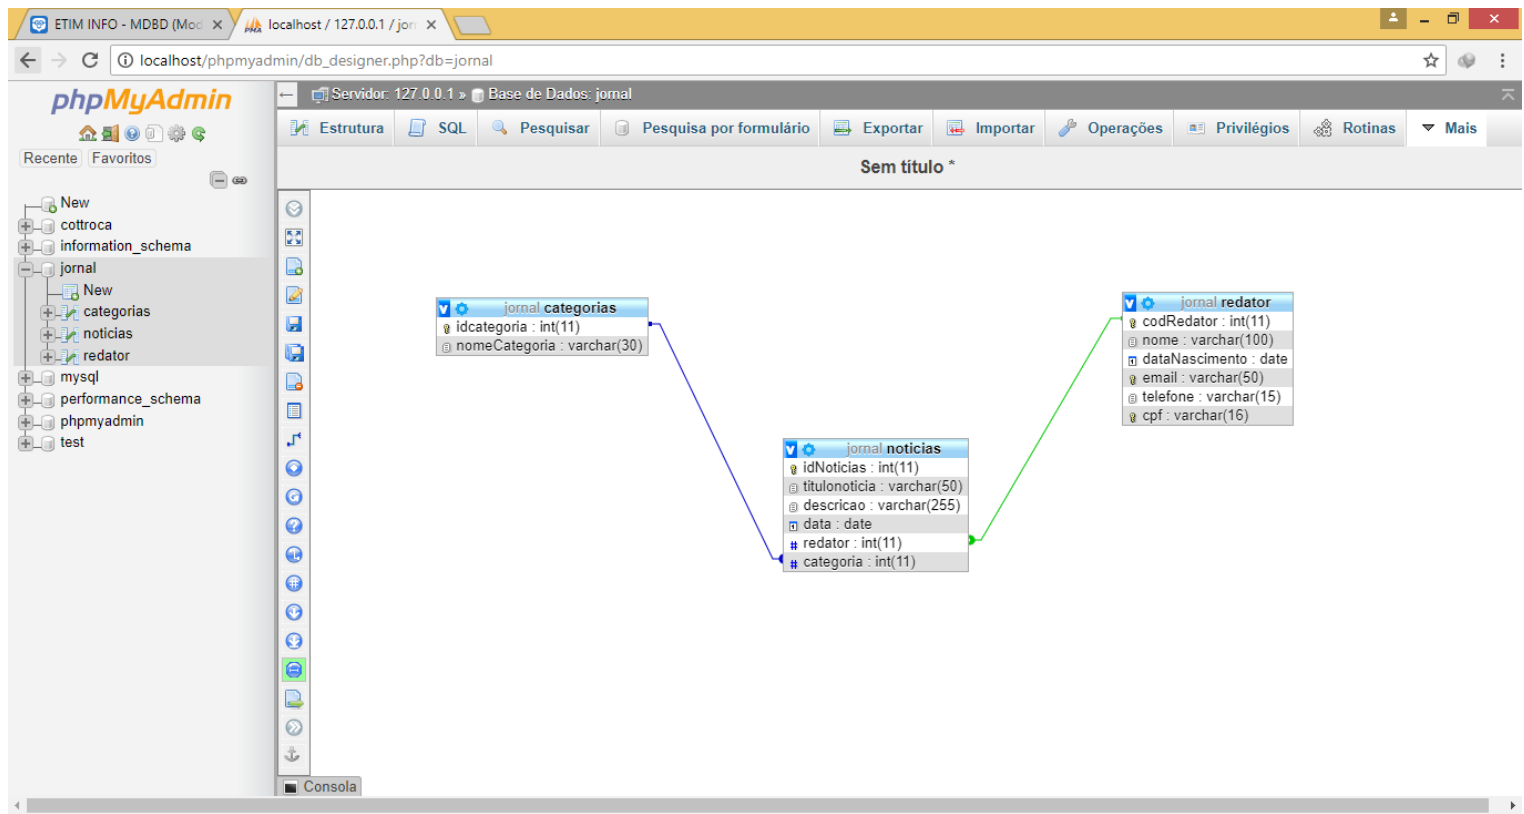 ETIM INFO - MDBD (Mod
localhost / 127.0.0.1 / jorn
localhost/phpmyadmin/db_designer.php?db=jornal
phpMyAdmin
Recente Favoritos
New
cottroca
information_schema
jornal
New
categorias
noticias
redator
mysql
performance_schema
phpmyadmin
test
Servidor: 127.0.0.1 » Base de Dados: jornal
Estrutura SQL Pesquisar Pesquisa por formulário Exportar Importar Operações Privilégios Rotinas Mais
Sem título *
jornal categorias
idcategoria : int(11)
nomeCategoria : varchar(30)
jornal redator
codRedator : int(11)
nome : varchar(100)
dataNascimento : date
email : varchar(50)
telefone : varchar(15)
cpf : varchar(16)
jornal noticias
idNoticias : int(11)
titulonoticia : varchar(50)
descricao : varchar(255)
data : date
# redator : int(11)
# categoria : int(11)
Consola